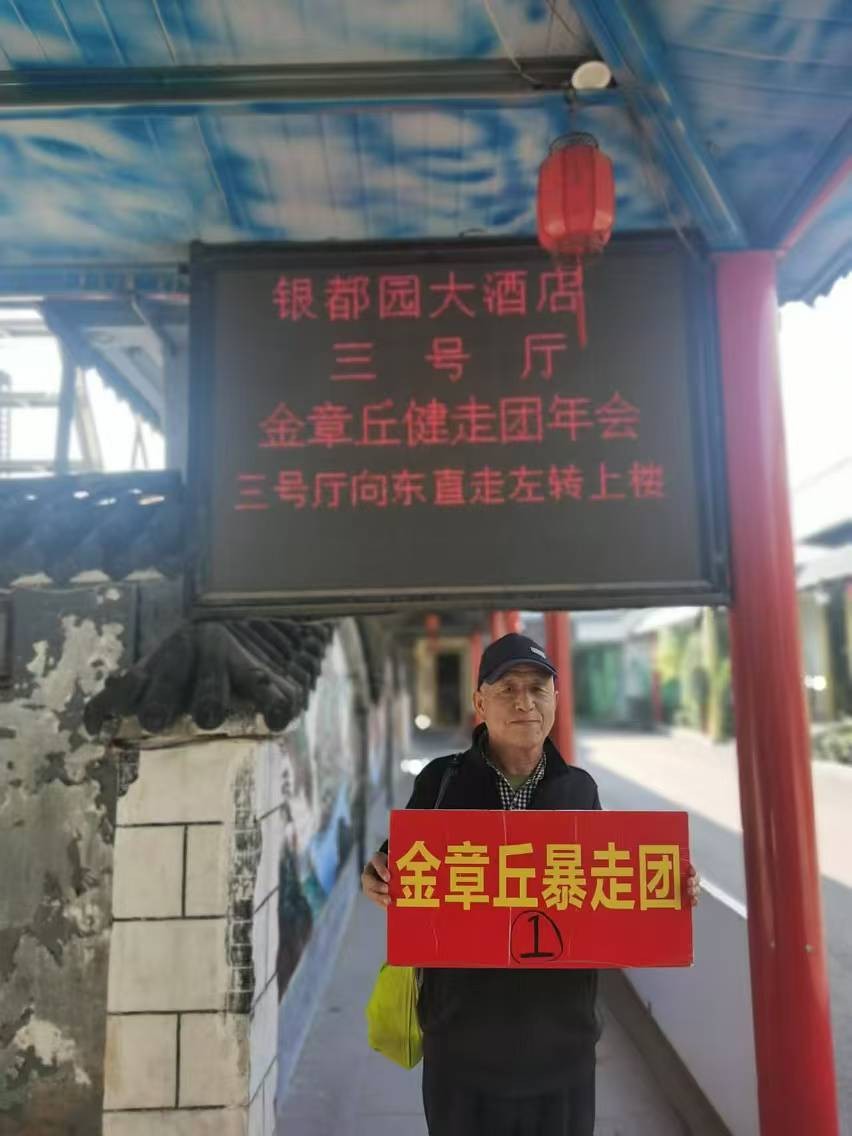 银都园大酒店
三号厅
金章丘健走团年会
三号厅向东直走左转上楼
金章丘暴走团
1